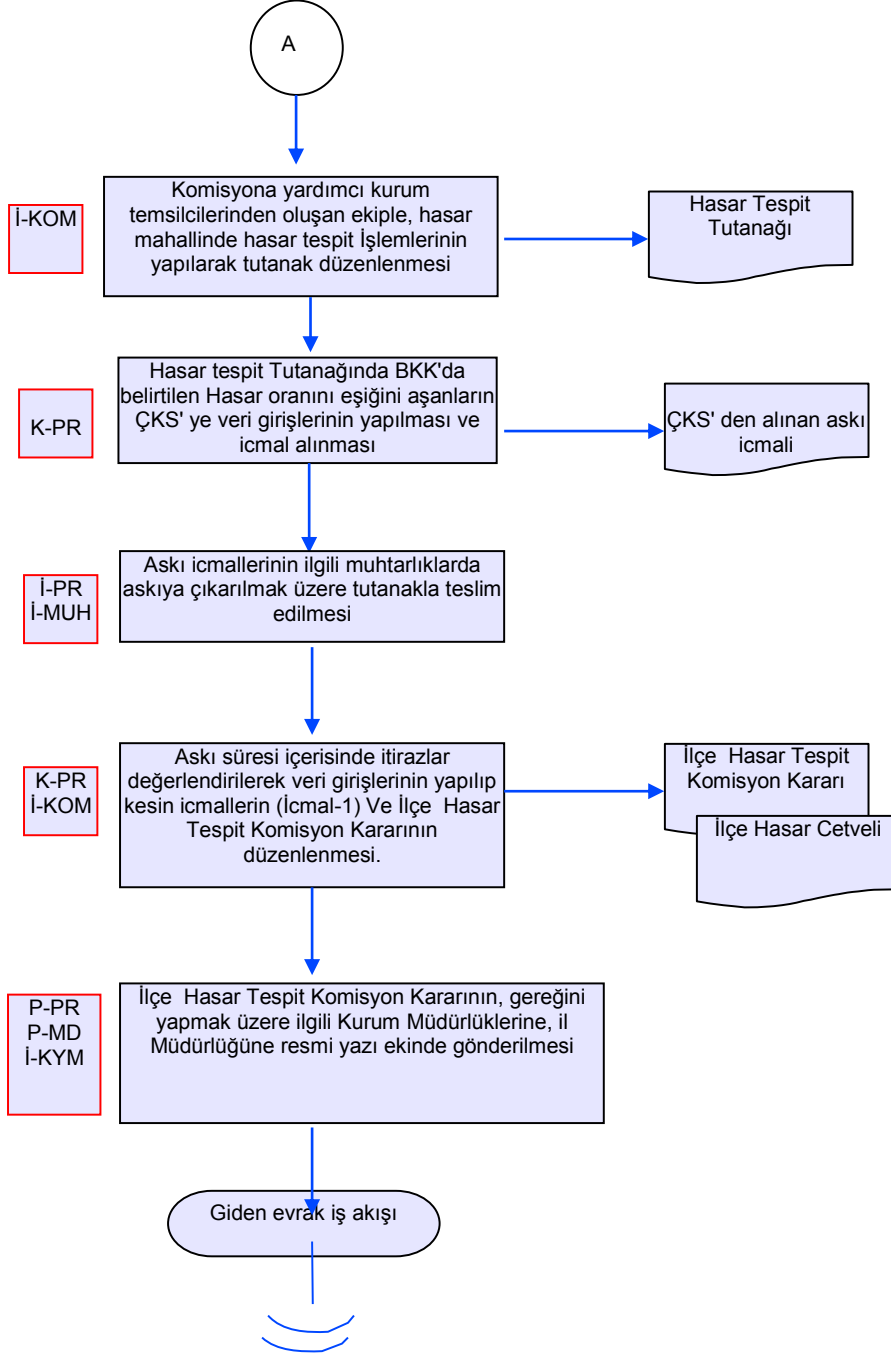 A
İ-KOM
Komisyona yardımcı kurum
temsilcilerinden oluşan ekiple, hasar
mahallinde hasar tespit İşlemlerinin
yapılarak tutanak düzenlenmesi
Hasar Tespit
Tutanağı
K-PR
Hasar tespit Tutanağında BKK'da
belirtilen Hasar oranını eşiğini aşanların
ÇKS' ye veri girişlerinin yapılması ve
icmal alınması
ÇKS' den alınan askı
icmali
İ-PR
İ-MUH
Askı icmallerinin ilgili muhtarlıklarda
askıya çıkarılmak üzere tutanakla teslim
edilmesi
K-PR
İ-KOM
Askı süresi içerisinde itirazlar
değerlendirilerek veri girişlerinin yapılıp
kesin icmallerin (İcmal-1) Ve İlçe  Hasar
Tespit Komisyon Kararının
düzenlenmesi.
İlçe  Hasar Tespit
Komisyon Kararı
İlçe Hasar Cetveli
P-PR
P-MD
İ-KYM
İlçe  Hasar Tespit Komisyon Kararının, gereğini
yapmak üzere ilgili Kurum Müdürlüklerine, il
Müdürlüğüne resmi yazı ekinde gönderilmesi
Giden evrak iş akışı